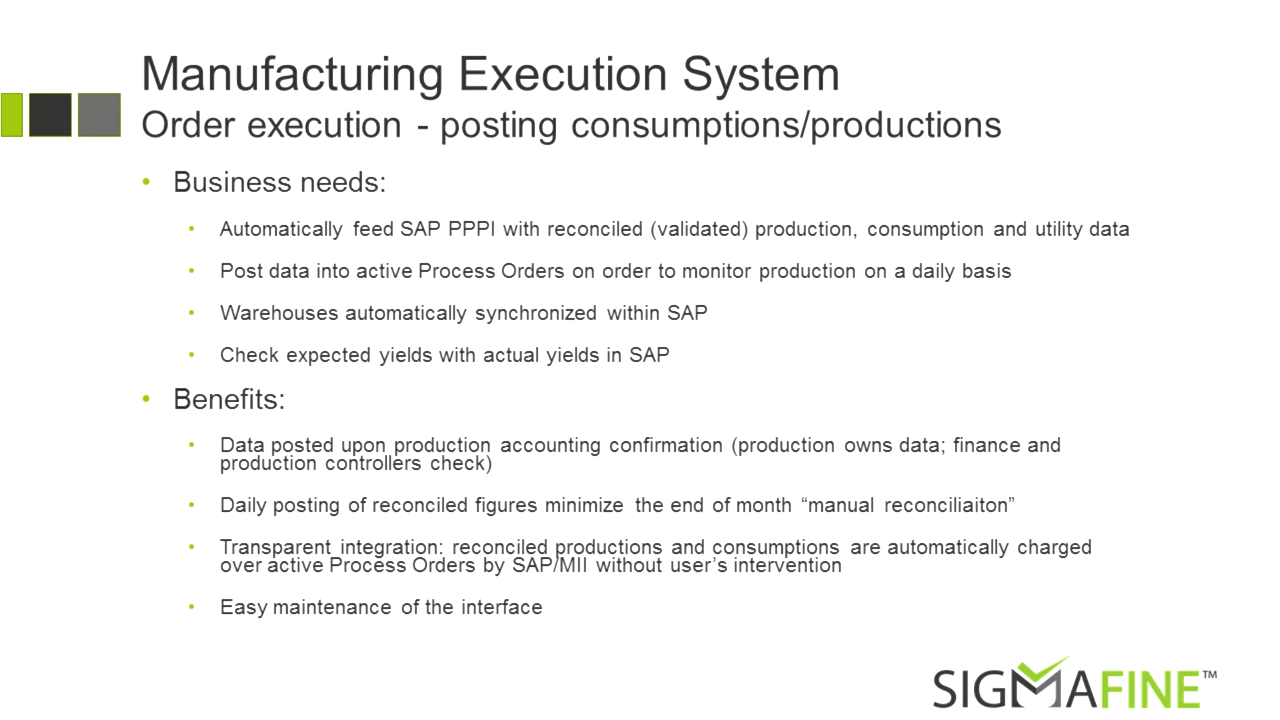 Manufacturing Execution System
Order execution - posting consumptions/productions
• Business needs:
• Automatically feed SAP PPPI with reconciled (validated) production, consumption and utility data
• Post data into active Process Orders on order to monitor production on a daily basis
• Warehouses automatically synchronized within SAP
• Check expected yields with actual yields in SAP
• Benefits:
• Data posted upon production accounting confirmation (production owns data; finance and
production controllers check)
• Daily posting of reconciled figures minimize the end of month “manual reconciliaiton”
• Transparent integration: reconciled productions and consumptions are automatically charged
over active Process Orders by SAP/MII without user’s intervention
• Easy maintenance of the interface
SIGMAFINE™